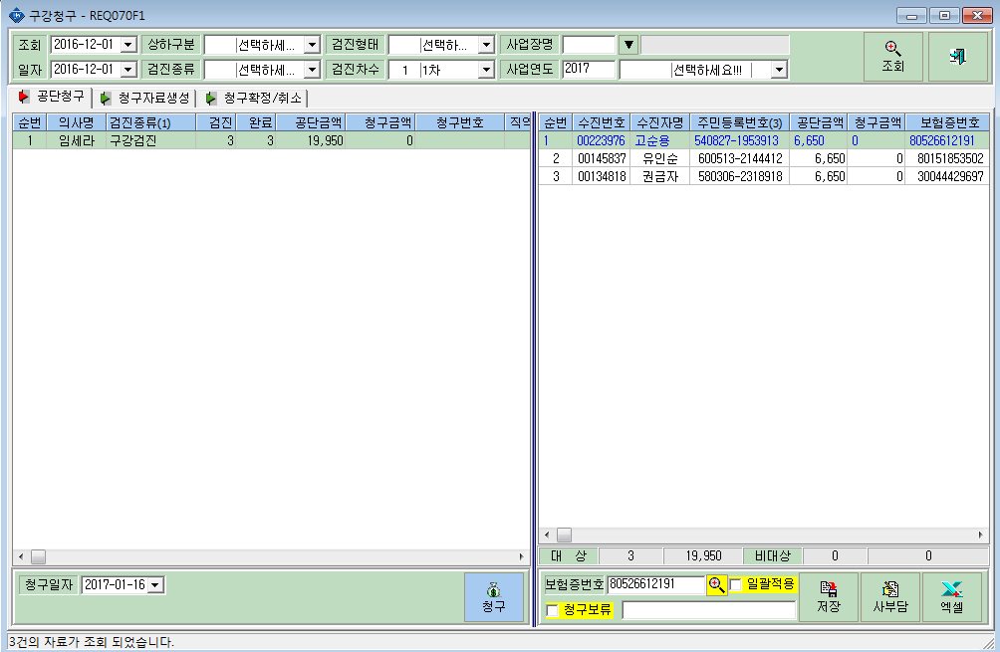 구강청구 - REQ070F1
조회 2016-12-01 상하구분 선택하세... 검진형태 선택하... 사업장명
일자 2016-12-01 검진종류 선택하세... 검진차수 1 1차 사업연도 2017 선택하세요!!!
조회
공단청구 청구자료생성 청구확정/취소
순번 의사명 검진종류(1) 검진 완료 공단금액 청구금액 청구번호 직역
1 임세라 구강검진 3 3 19,950 0
순번 수진번호 수진자명 주민등록번호(3) 공단금액 청구금액 보험증번호
1 00223976 고순용 540827-1953913 6,650 0 80526612191
2 00145837 유인순 600513-2144412 6,650 0 80151853502
3 00134818 권금자 580306-2318918 6,650 0 30044429697
대 상 3 19,950 비대상 0 0
청구일자 2017-01-16 청구
보험증번호 80526612191 일괄적용
청구보류
저장 사부담 엑셀
3건의 자료가 조회 되었습니다.